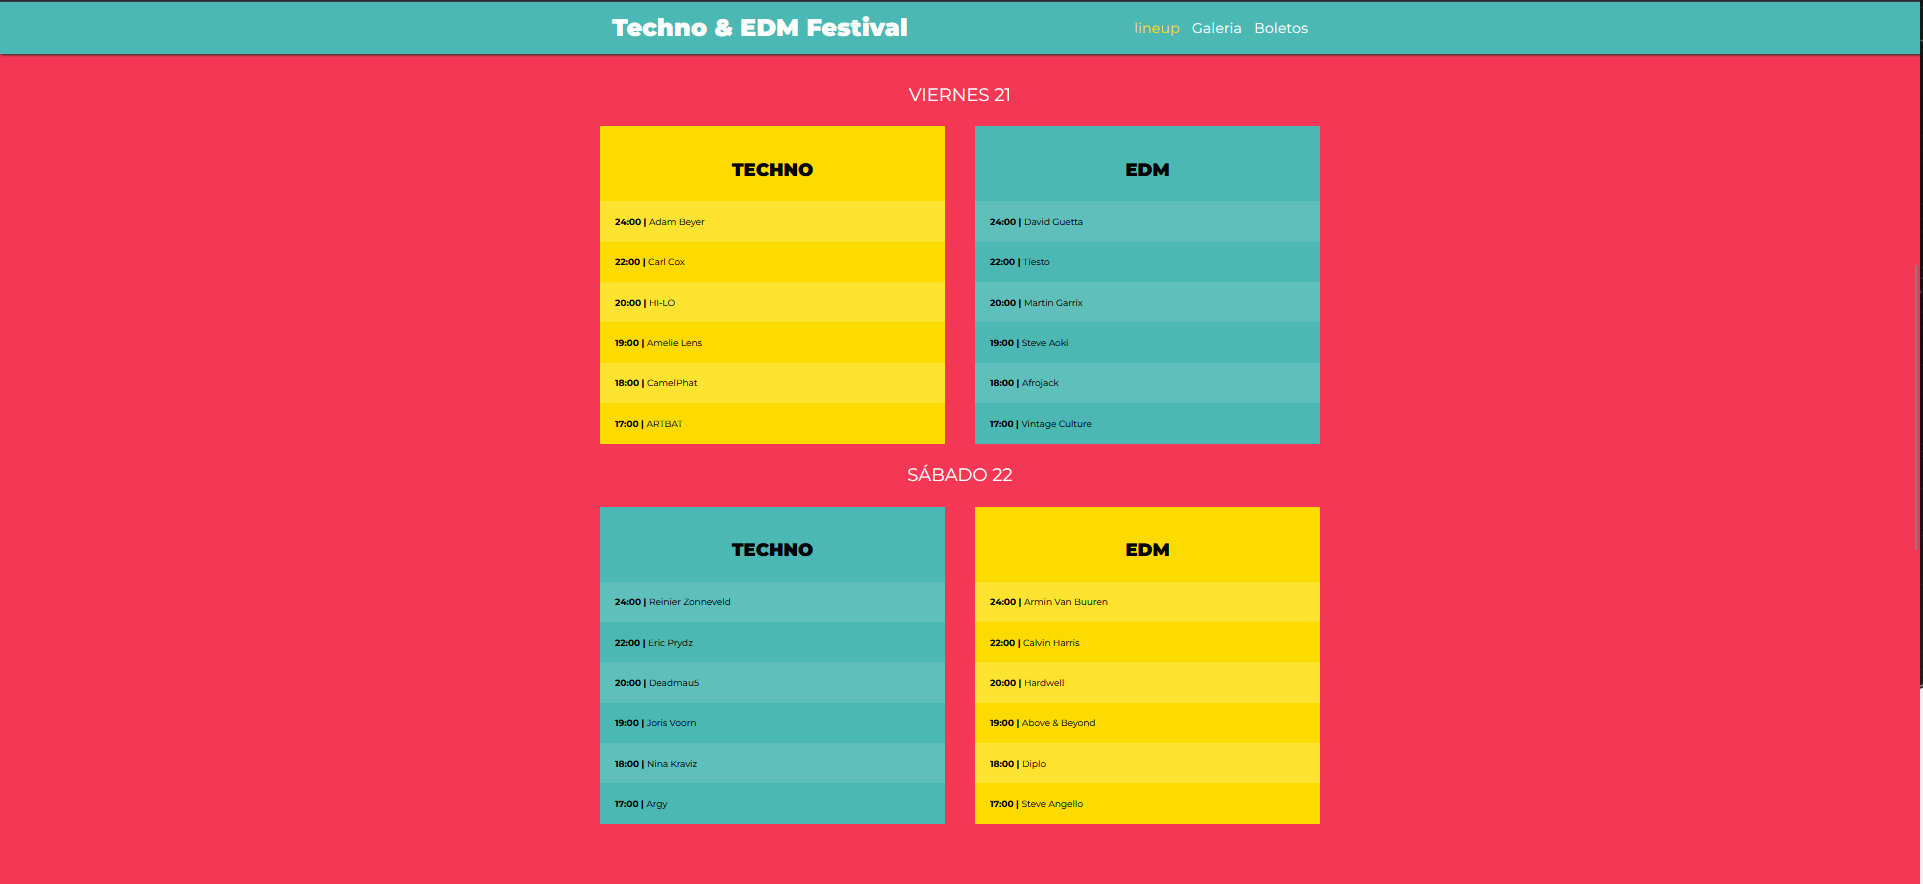 Techno & EDM Festival
lineup Galeria Boletos
VIERNES 21
TECHNO
24:00 | Adam Beyer
22:00 | Carl Cox
20:00 | HI-LO
19:00 | Amelie Lens
18:00 | CamelPhat
17:00 | ARTBAT
EDM
24:00 | David Guetta
22:00 | Tïesto
20:00 | Martin Garrix
19:00 | Steve Aoki
18:00 | Afrojack
17:00 | Vintage Culture
SÁBADO 22
TECHNO
24:00 | Reinier Zonneveld
22:00 | Eric Prydz
20:00 | Deadmau5
19:00 | Joris Voorn
18:00 | Nina Kraviz
17:00 | Argy
EDM
24:00 | Armin Van Buuren
22:00 | Calvin Harris
20:00 | Hardwell
19:00 | Above & Beyond
18:00 | Diplo
17:00 | Steve Angello